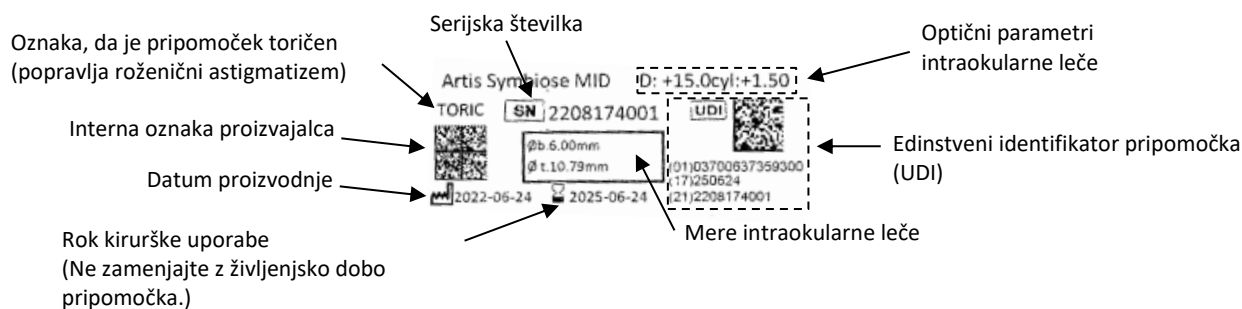 Serijska številka
Oznaka, da je pripomoček toričen
(popravlja roženični astigmatizem)
Optični parametri
intraokularne leče
Artis Symbiose MID D: +15.0cyl:+1.50
TORIC SN 2208174001 UDI
Interna oznaka proizvajalca
Øb.6.00mm
Ø t.10.79mm
Edinstveni identifikator pripomočka
(UDI)
(01)03700637359300
(17)250624
(21)2208174001
Datum proizvodnje
2022-06-24 2025-06-24
Mere intraokularne leče
Rok kirurške uporabe
(Ne zamenjajte z življenjsko dobo
pripomočka.)